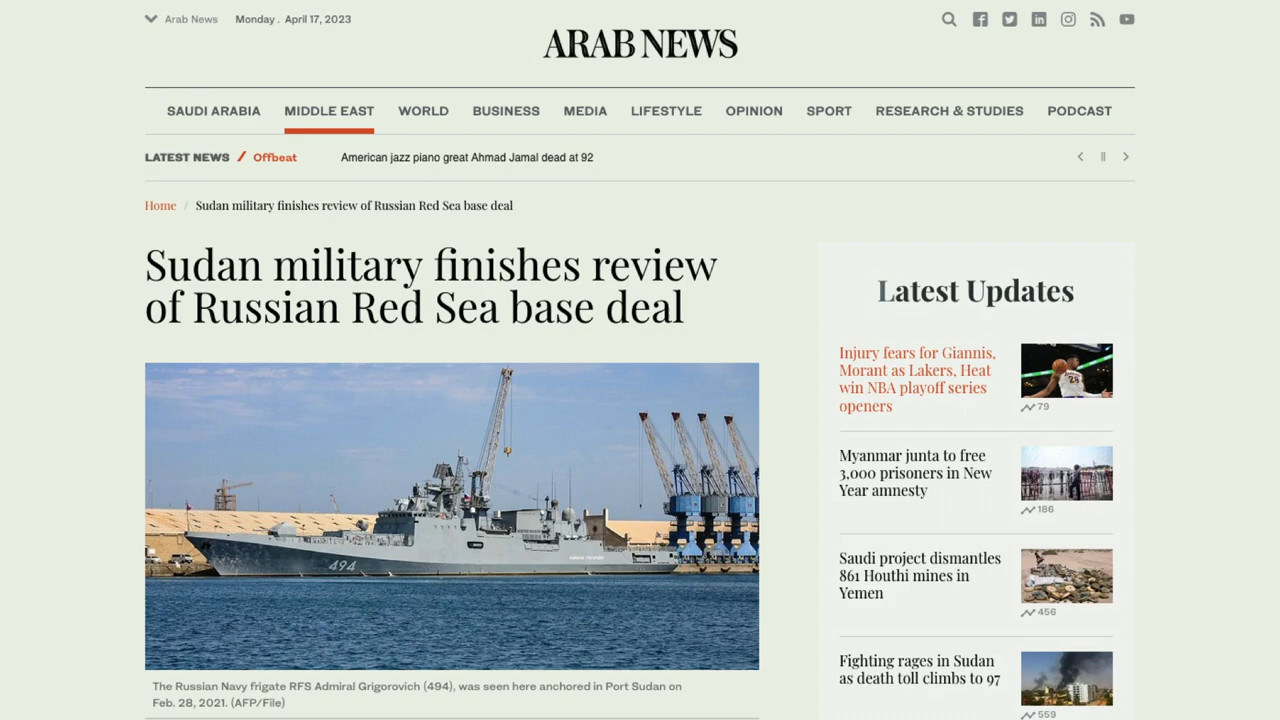 Arab News Monday . April 17, 2023
ARAB NEWS
SAUDI ARABIA MIDDLE EAST WORLD BUSINESS MEDIA LIFESTYLE OPINION SPORT RESEARCH & STUDIES PODCAST
LATEST NEWS / Offbeat American jazz piano great Ahmad Jamal dead at 92
Home / Sudan military finishes review of Russian Red Sea base deal
Sudan military finishes review
of Russian Red Sea base deal
494
The Russian Navy frigate RFS Admiral Grigorovich (494), was seen here anchored in Port Sudan on
Feb. 28, 2021. (AFP/File)
Latest Updates
Injury fears for Giannis,
Morant as Lakers, Heat
win NBA playoff series
openers
79
Myanmar junta to free
3,000 prisoners in New
Year amnesty
186
Saudi project dismantles
861 Houthi mines in
Yemen
456
Fighting rages in Sudan
as death toll climbs to 97
559